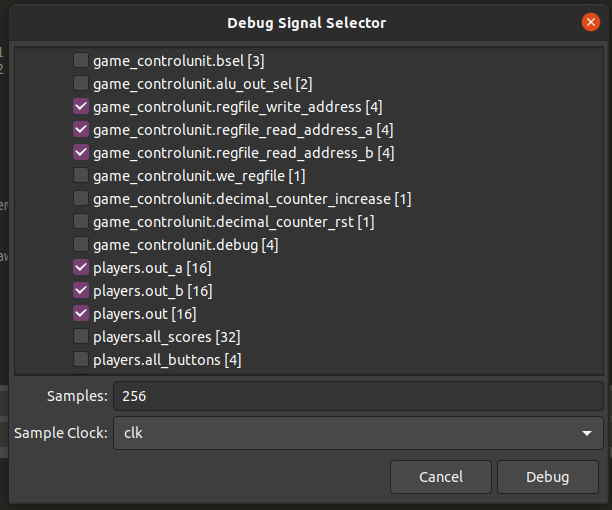 Debug Signal Selector
game_controlunit.bsel [3]
game_controlunit.alu_out_sel [2]
game_controlunit.regfile_write_address [4]
game_controlunit.regfile_read_address_a [4]
game_controlunit.regfile_read_address_b [4]
game_controlunit.we_regfile [1]
game_controlunit.decimal_counter_increase [1]
game_controlunit.decimal_counter_rst [1]
game_controlunit.debug [4]
players.out_a [16]
players.out_b [16]
players.out [16]
players.all_scores [32]
players.all_buttons [4]
Samples: 256
Sample Clock: clk
Cancel Debug